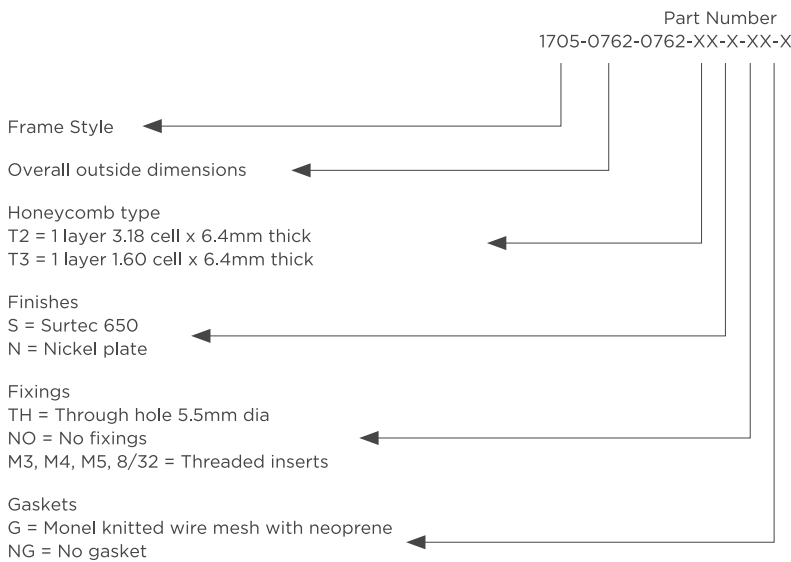 Part Number
1705-0762-0762-XX-X-XX-X
Frame Style
Overall outside dimensions
Honeycomb type
T2 = 1 layer 3.18 cell x 6.4mm thick
T3 = 1 layer 1.60 cell x 6.4mm thick
Finishes
S = Surtec 650
N = Nickel plate
Fixings
TH = Through hole 5.5mm dia
NO = No fixings
M3, M4, M5, 8/32 = Threaded inserts
Gaskets
G = Monel knitted wire mesh with neoprene
NG = No gasket